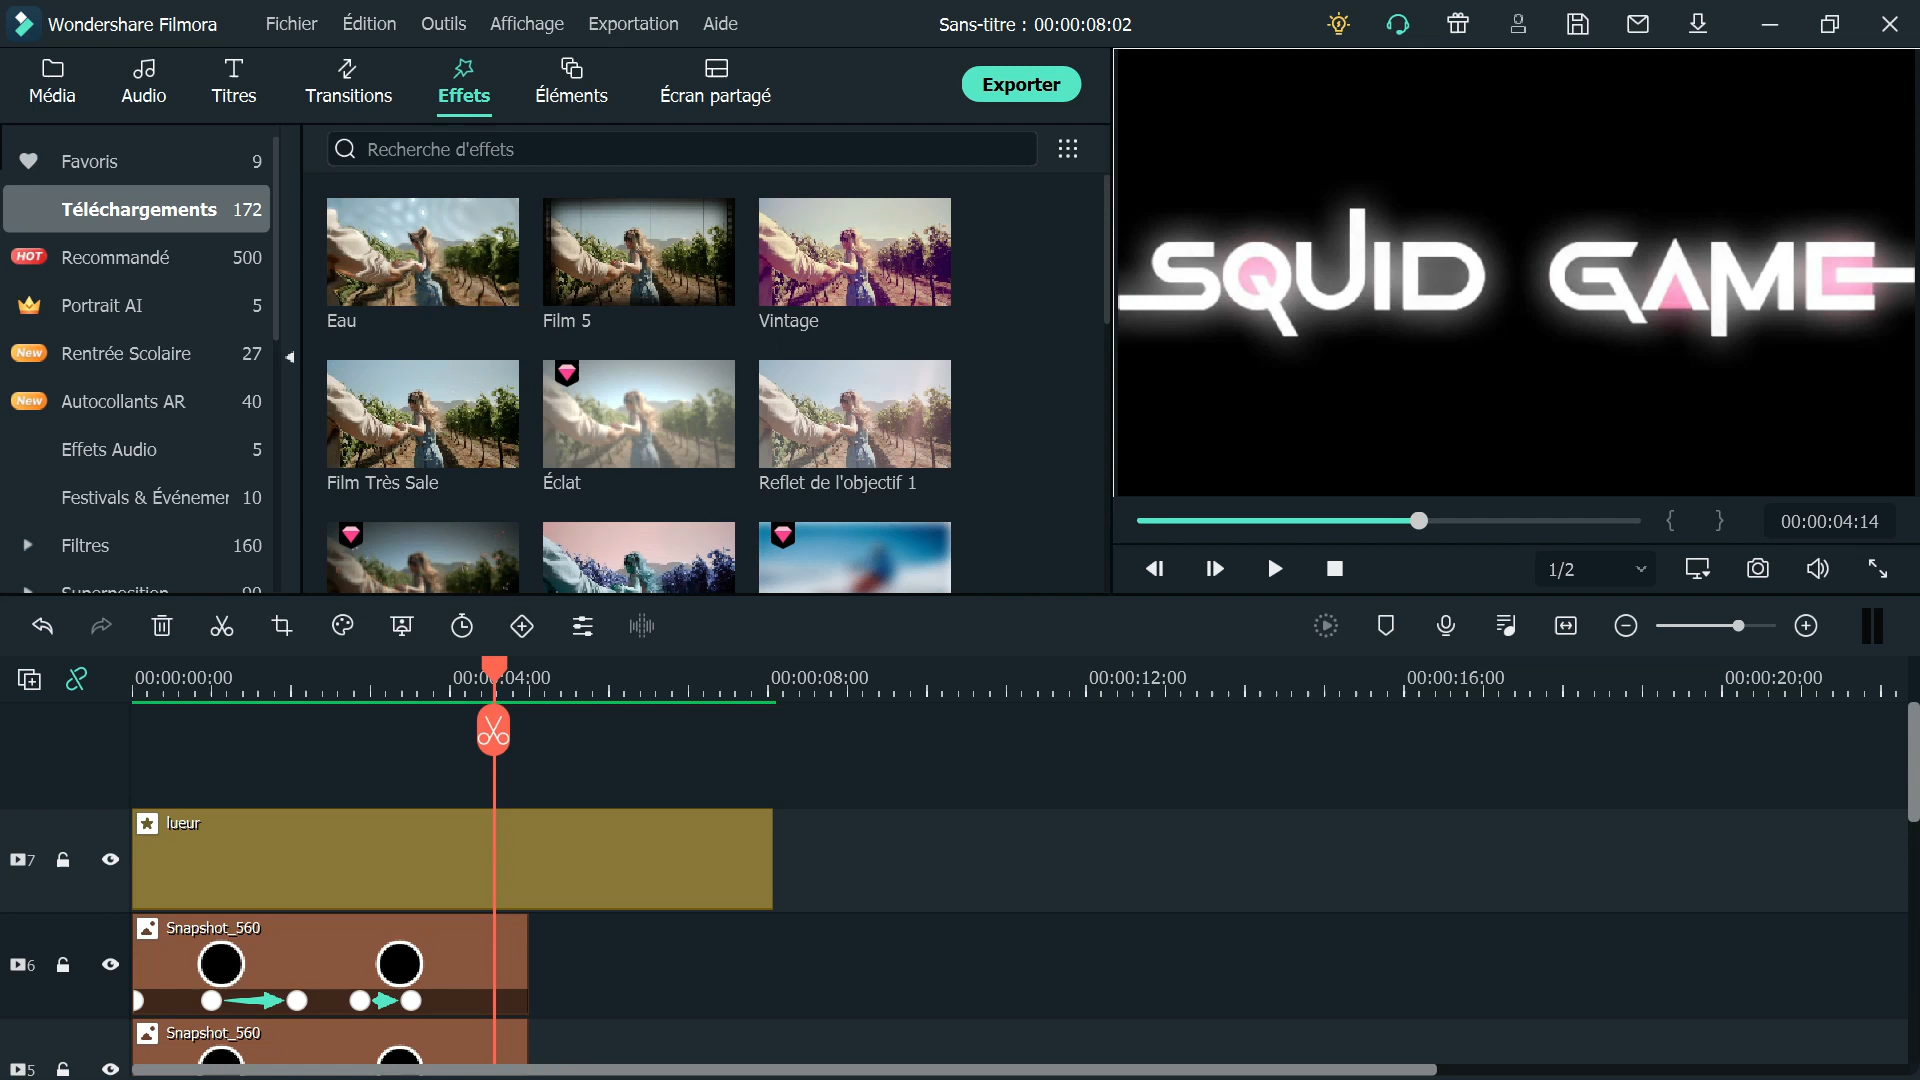 Wondershare Filmora
Fichier Édition Outils Affichage Exportation Aide
Sans-titre : 00:00:08:02
Média Audio Titres Transitions Effets Éléments Écran partagé
Exporter
Recherche d'effets
Favoris 9
Téléchargements 172
HOT Recommandé 500
Portrait AI 5
New Rentrée Scolaire 27
New Autocollants AR 40
Effets Audio 5
Festivals & Événemer 10
Filtres 160
Superposition 90
Eau Film 5 Vintage
Film Très Sale Éclat Reflet de l'objectif 1
SQUID GAME
{ } 00:00:04:14
1/2
00:00:00:00 00:00:04:00 00:00:08:00 00:00:12:00 00:00:16:00 00:00:20:00
lueur
7
Snapshot_560
6
Snapshot_560
5